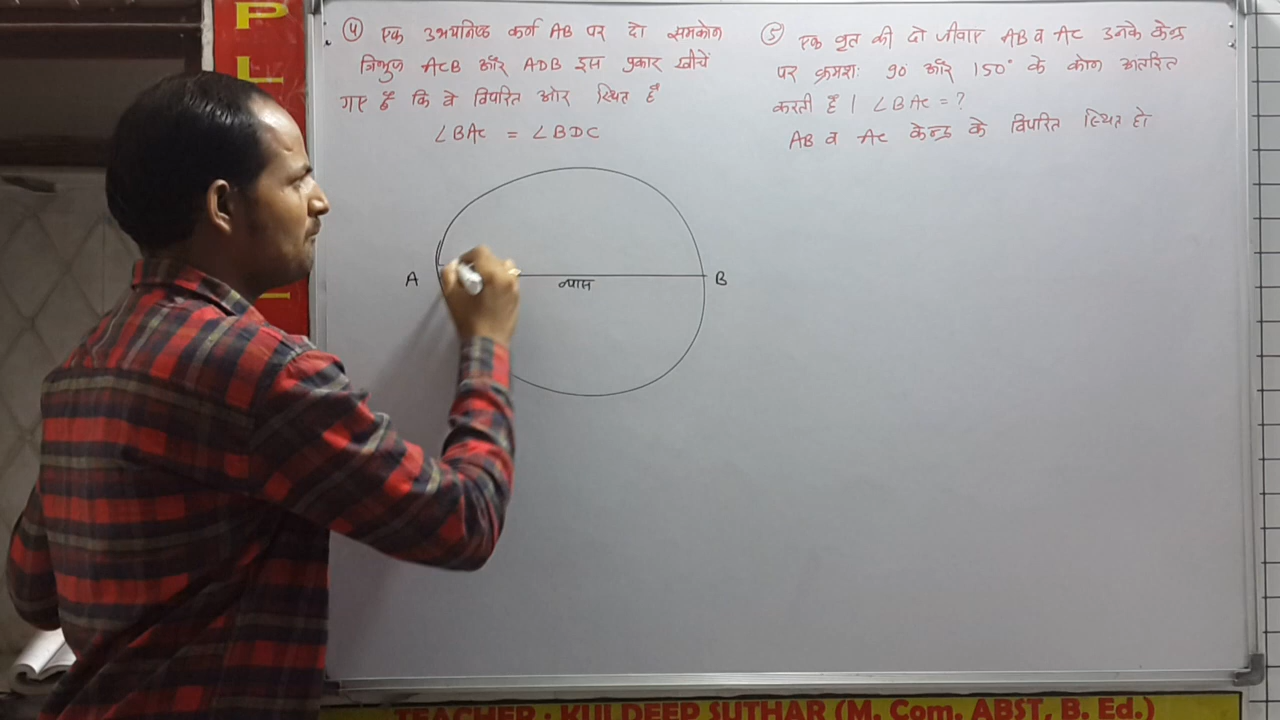 P
L
④ एक उभयनिष्ठ कर्ण AB पर दो समकोण
त्रिभुज ACB और ADB इस प्रकार खींचें
गए हैं कि वे विपरित ओर स्थित हैं
∠BAC = ∠BDC
⑤ एक वृत की दो जीवाए AB व AC उनके केन्द्र
पर क्रमशः 90 और 150° के कोण अंतरित
करती हैं। ∠BAC = ?
AB व AC केन्द्र के विपरित स्थित हो
A
व्यास
B
TEACHER : KULDEEP SUTHAR (M. Com, ABST, B. Ed.)